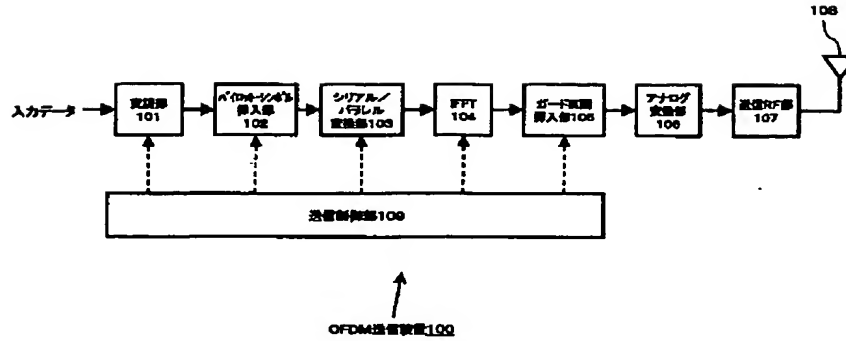 108
入力データ
変調部
101
パイロットシンボル
挿入部
102
シリアル／
パラレル
変換部103
IFFT
104
ガード区間
挿入部105
アナログ
変換部
106
送信RF部
107
送信制御部109
OFDM送信装置100